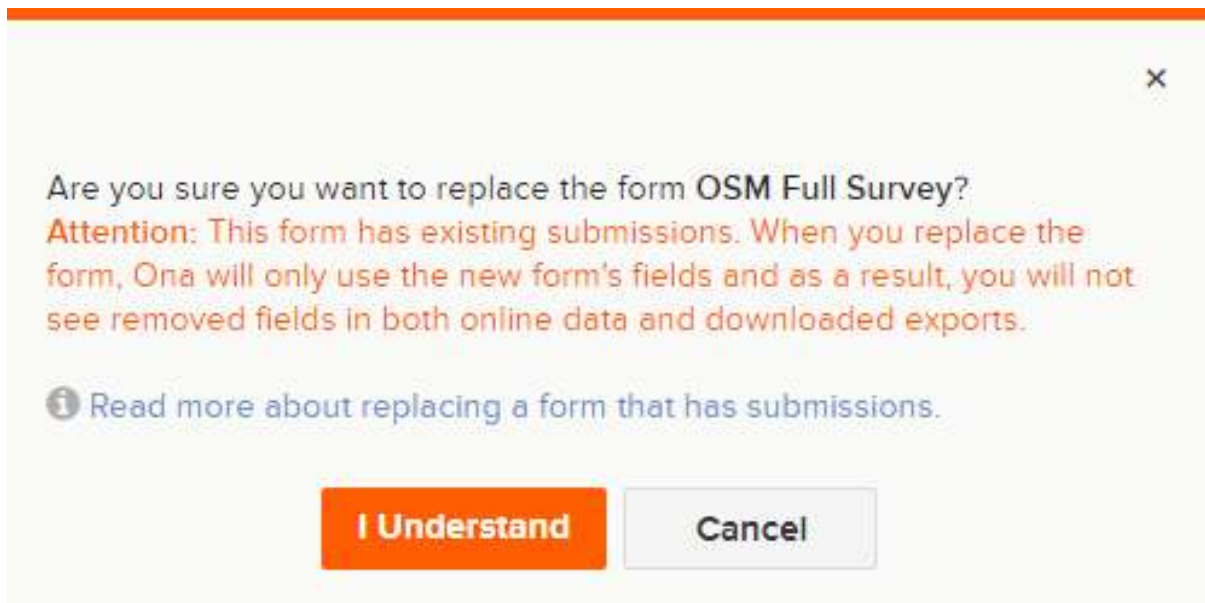 ×
Are you sure you want to replace the form OSM Full Survey?
Attention: This form has existing submissions. When you replace the
form, Ona will only use the new form's fields and as a result, you will not
see removed fields in both online data and downloaded exports.
Read more about replacing a form that has submissions.
I Understand
Cancel